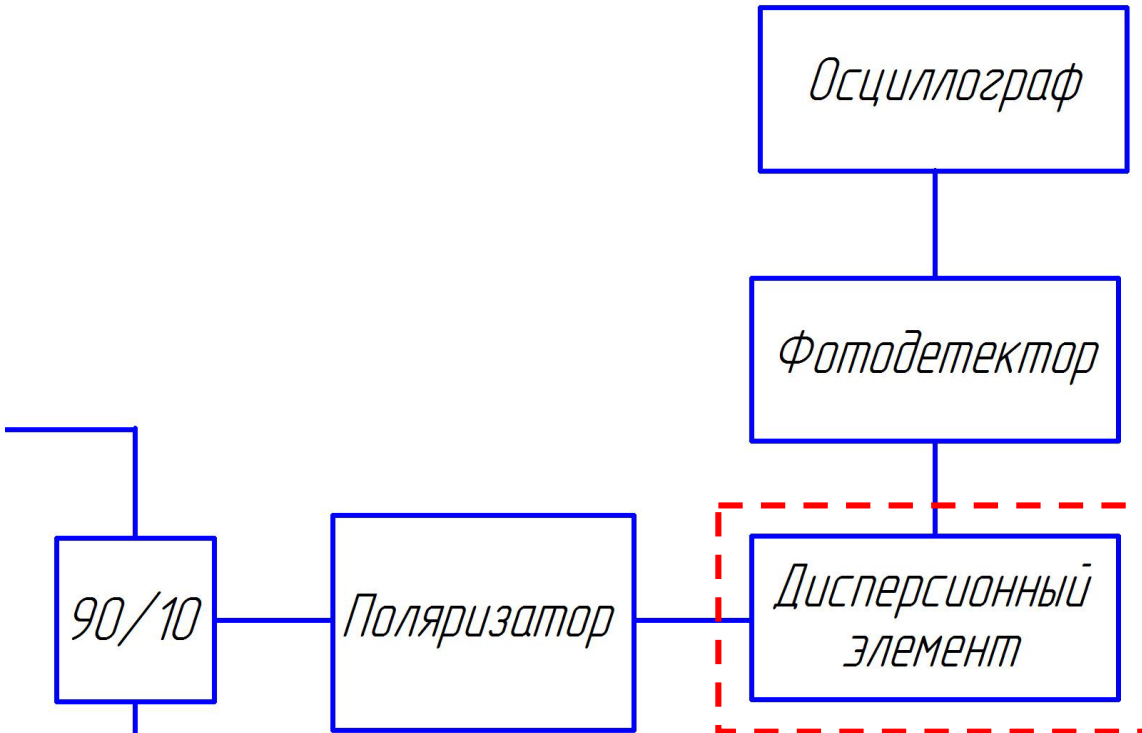 Осциллограф
Фотодетектор
90/10
Поляризатор
Дисперсионный
элемент